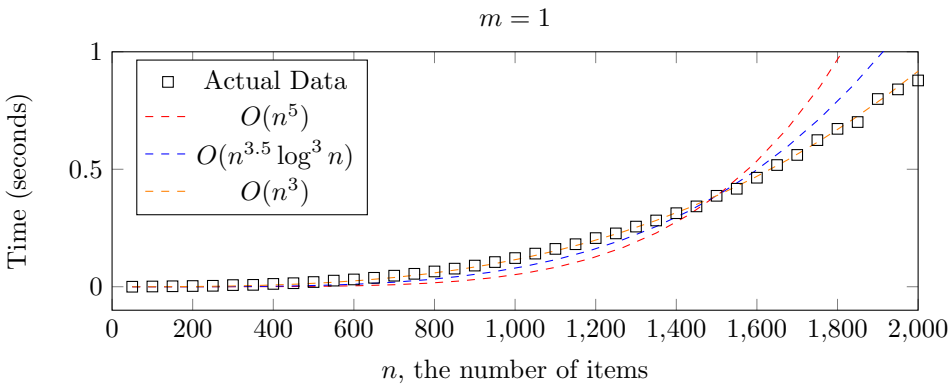 m = 1
Time (seconds)
1
0.5
0
Actual Data
O(n^5)
O(n^{3.5} log^3 n)
O(n^3)
0 200 400 600 800 1,000 1,200 1,400 1,600 1,800 2,000
n, the number of items